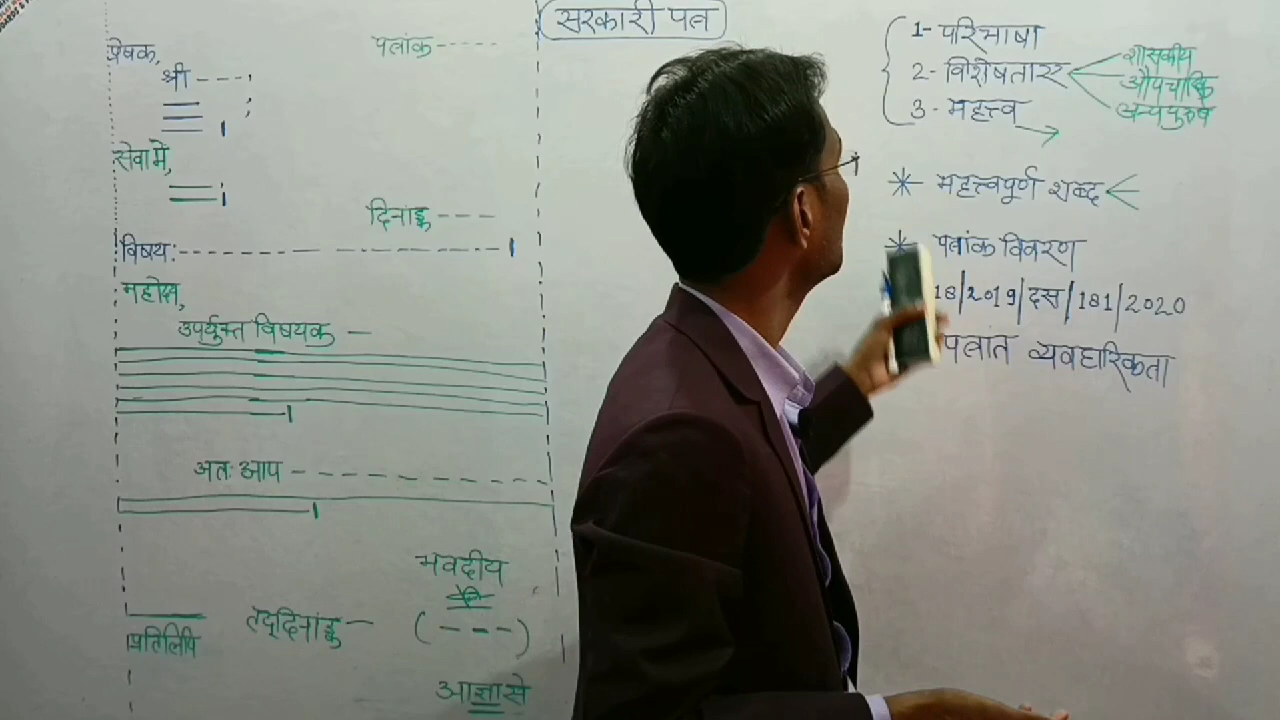 सरकारी पत्र
प्रेषक,
पत्रांक----
श्री ---,
सेवा में,
दिनाङ्क ---
विषय:-----------
महोदय,
उपर्युक्त विषयक —
अतः आप ---------
भवदीय
तद्दिनांङ्क —
(---)
प्रतिलिपि
आज्ञा से
1- परिभाषा
2- विशेषताएँ
शासकीय
औपचारिक
अन्यपुरुष
3- महत्त्व
* महत्त्वपूर्ण शब्द
* पत्रांक विवरण
18/2019/दस/181/2020
पत्रांत व्यवहारिकता